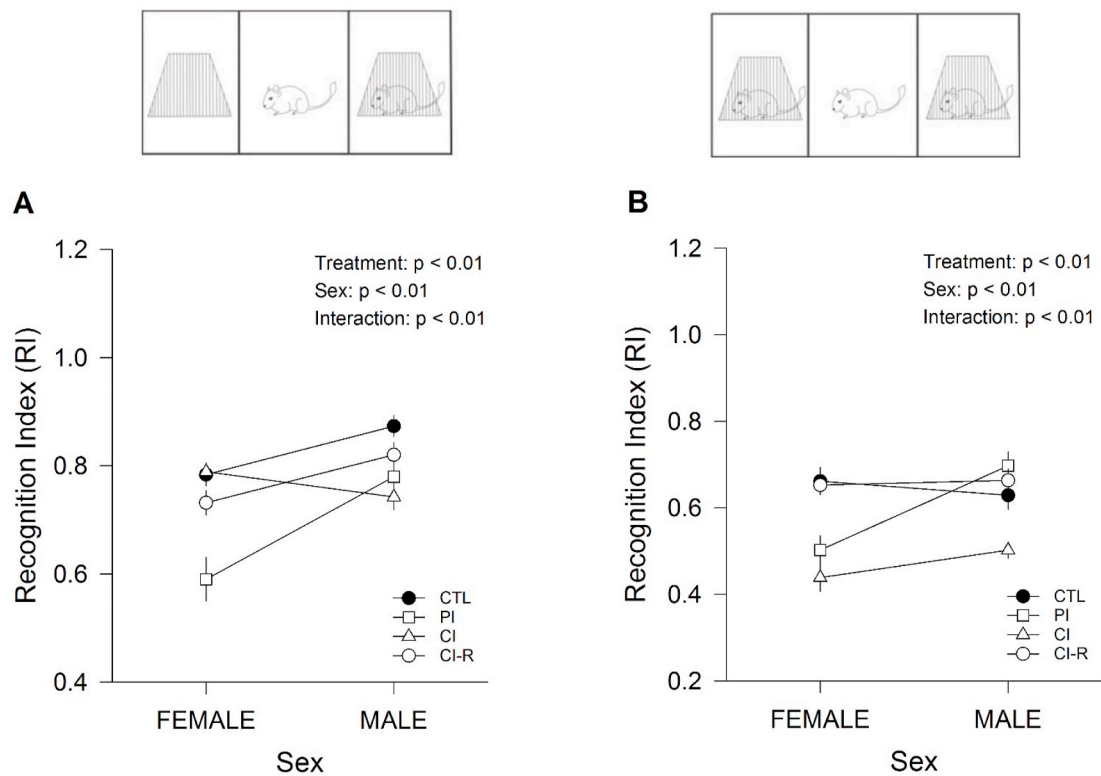 A
Recognition Index (RI)
1.2
1.0
0.8
0.6
0.4
Treatment: p < 0.01
Sex: p < 0.01
Interaction: p < 0.01
CTL
PI
CI
CI-R
FEMALE
MALE
Sex
B
Recognition Index (RI)
1.2
1.0
0.8
0.6
0.4
0.2
Treatment: p < 0.01
Sex: p < 0.01
Interaction: p < 0.01
CTL
PI
CI
CI-R
FEMALE
MALE
Sex